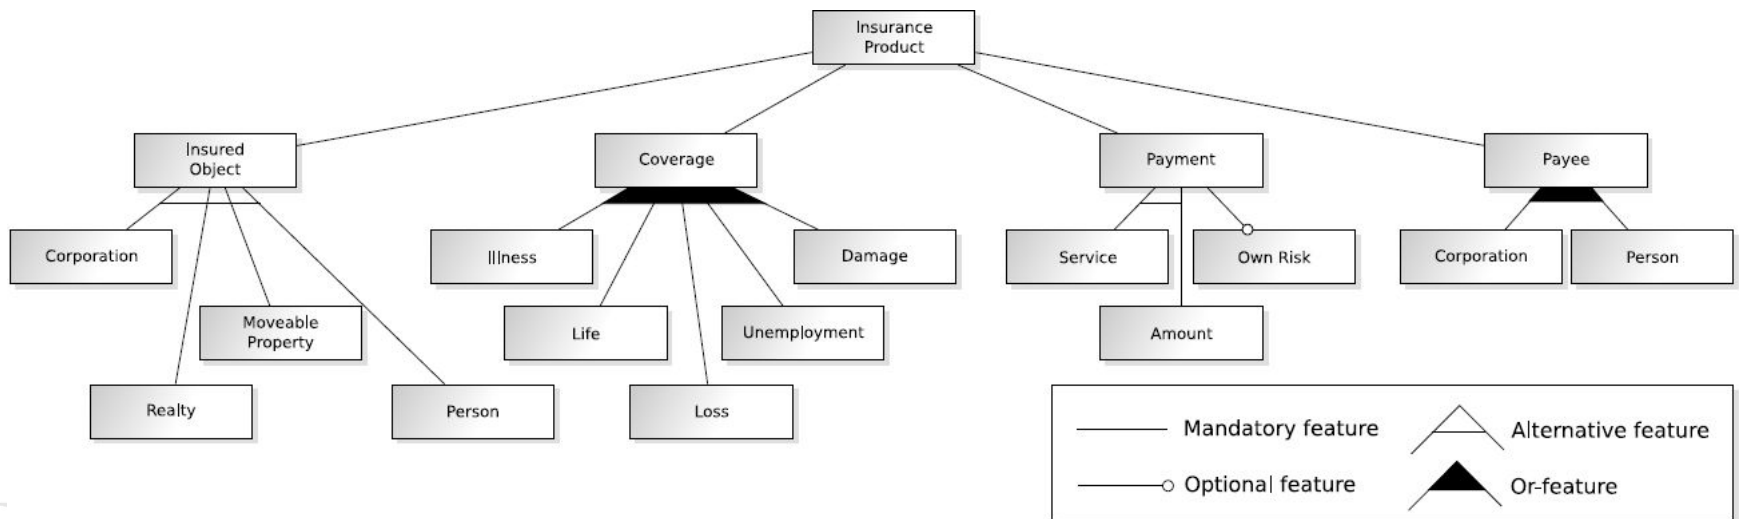 Insurance
Product
Insured
Object
Coverage
Payment
Payee
Corporation
Illness
Damage
Service
Own Risk
Corporation
Person
Moveable
Property
Life
Unemployment
Amount
Realty
Person
Loss
Mandatory feature
Alternative feature
Optional feature
Or-feature